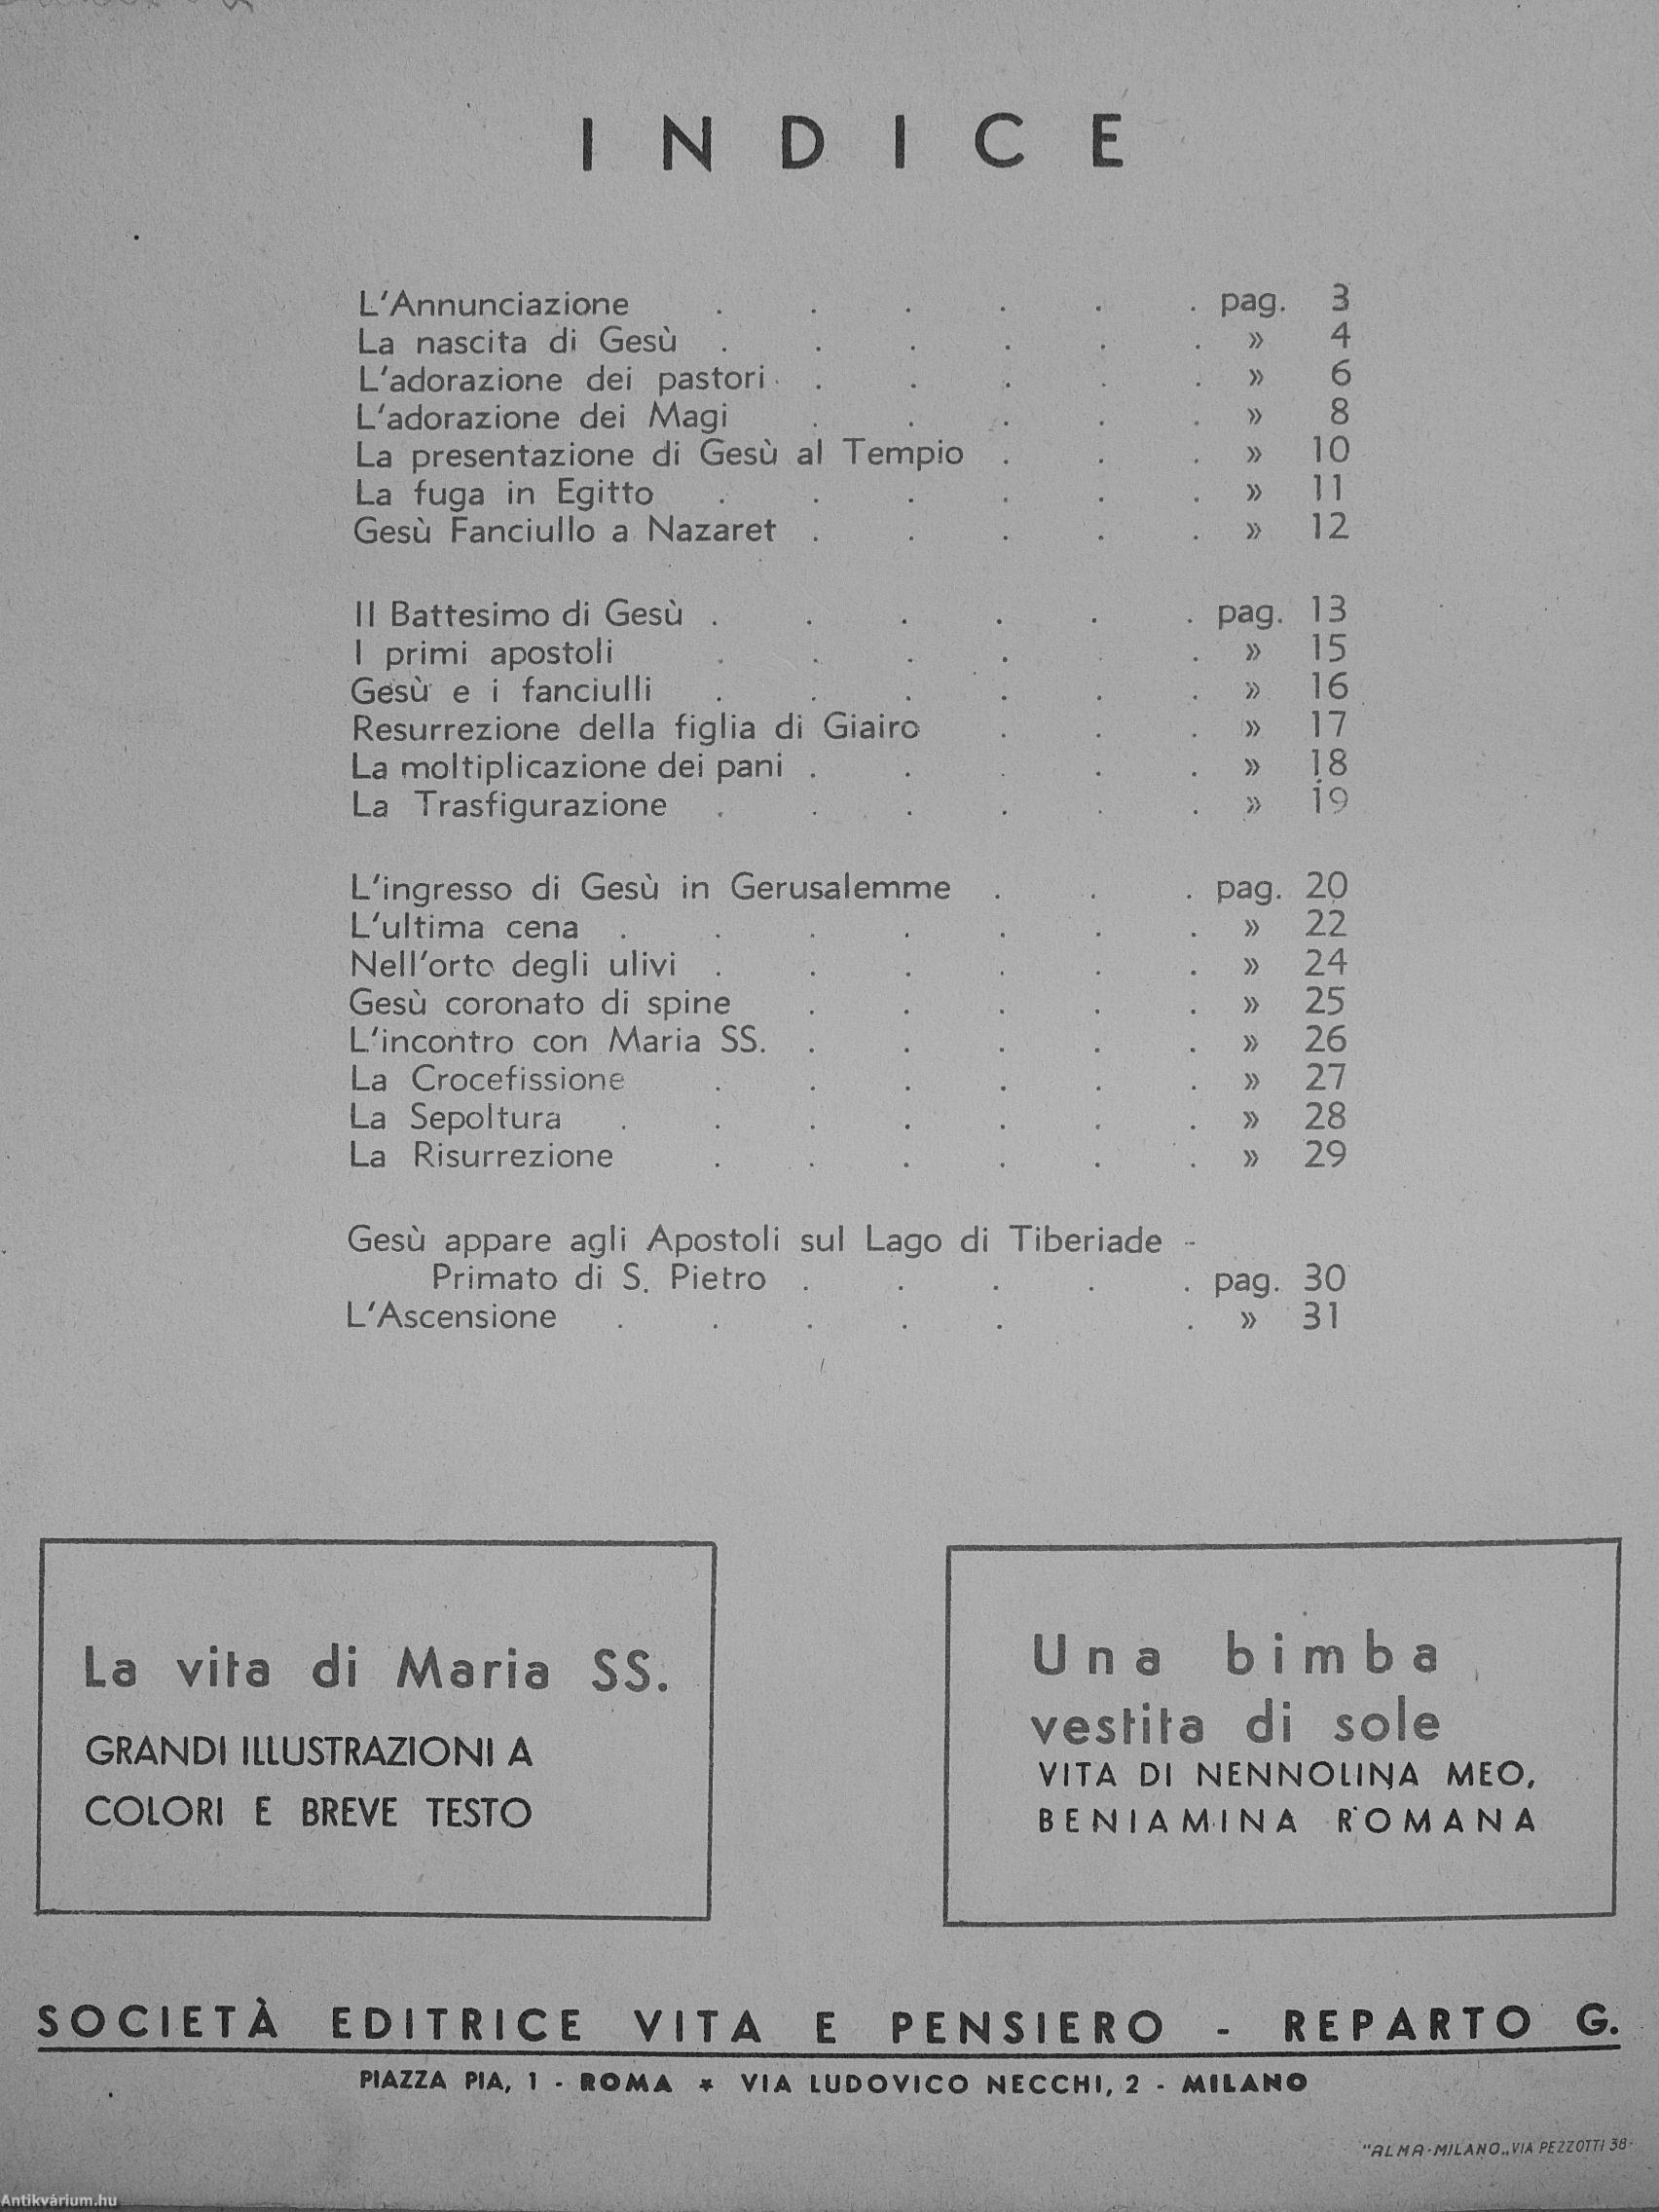 INDICE
L'Annunciazione . . . . . . pag. 3
La nascita di Gesù . . . . . . » 4
L'adorazione dei pastori . . . . . . » 6
L'adorazione dei Magi . . . . . » 8
La presentazione di Gesù al Tempio . . . » 10
La fuga in Egitto . . . . . . » 11
Gesù Fanciullo a Nazaret . . . . . » 12
Il Battesimo di Gesù . . . . . . pag. 13
I primi apostoli . . . . . . » 15
Gesù e i fanciulli . . . . . . » 16
Resurrezione della figlia di Giairo . . . » 17
La moltiplicazione dei pani . . . . . » 18
La Trasfigurazione . . . . . . » 19
L'ingresso di Gesù in Gerusalemme . . . pag. 20
L'ultima cena . . . . . . . » 22
Nell'orto degli ulivi . . . . . . » 24
Gesù coronato di spine . . . . . » 25
L'incontro con Maria SS. . . . . . » 26
La Crocefissione . . . . . . » 27
La Sepoltura . . . . . . . » 28
La Risurrezione . . . . . . » 29
Gesù appare agli Apostoli sul Lago di Tiberiade -
Primato di S. Pietro . . . . . pag. 30
L'Ascensione . . . . . . » 31
La vita di Maria SS.
GRANDI ILLUSTRAZIONI A
COLORI E BREVE TESTO
Una bimba
vestita di sole
VITA DI NENNOLINA MEO,
BENIAMINA ROMANA
SOCIETÀ EDITRICE VITA E PENSIERO - REPARTO G.
PIAZZA PIA, 1 - ROMA * VIA LUDOVICO NECCHI, 2 - MILANO
"ALMA-MILANO„ VIA PEZZOTTI 38-
Antikvárium.hu